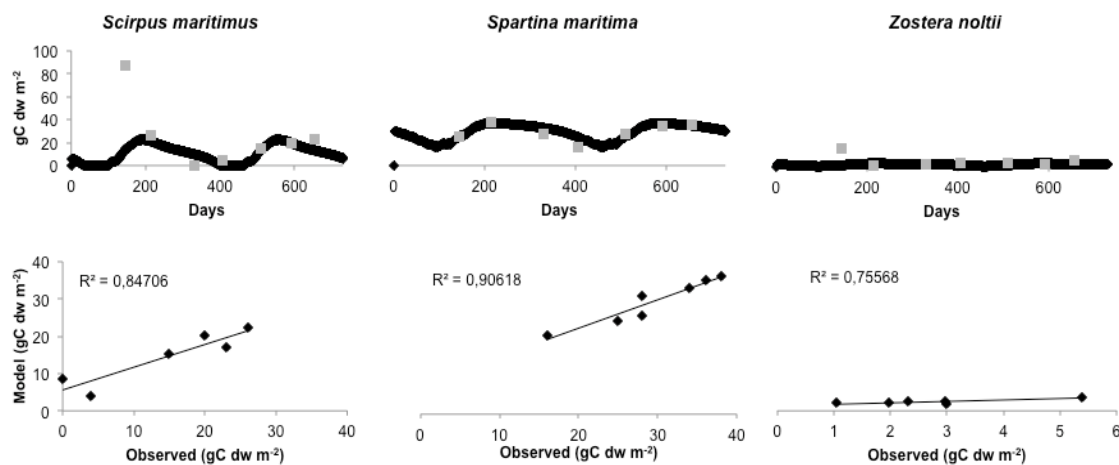 Scirpus maritimus
Spartina maritima
Zostera noltii
gC dw m-2
100
80
60
40
20
0
0
200
400
600
Days
0
200
400
600
Days
0
200
400
600
Days
Model (gC dw m-2)
40
30
20
10
0
R² = 0,84706
0
10
20
30
40
Observed (gC dw m-2)
R² = 0,90618
0
10
20
30
40
Observed (gC dw m-2)
R² = 0,75568
0
1
2
3
4
5
6
Observed (gC dw m-2)